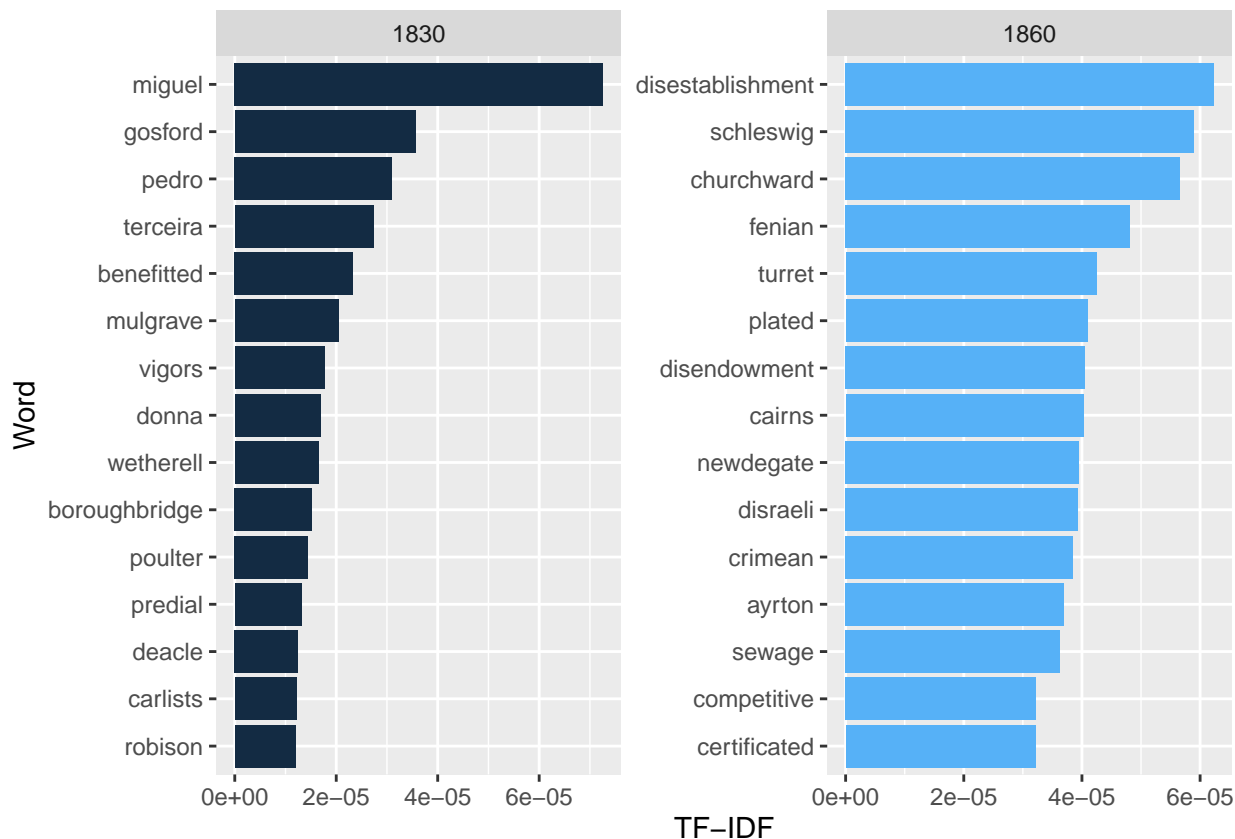 1830
miguel
gosford
pedro
terceira
benefitted
mulgrave
vigors
donna
wetherell
boroughbridge
poulter
predial
deacle
carlists
robison
0e+00 2e−05 4e−05 6e−05
1860
disestablishment
schleswig
churchward
fenian
turret
plated
disendowment
cairns
newdegate
disraeli
crimean
ayrton
sewage
competitive
certificated
0e+00 2e−05 4e−05 6e−05
Word
TF−IDF